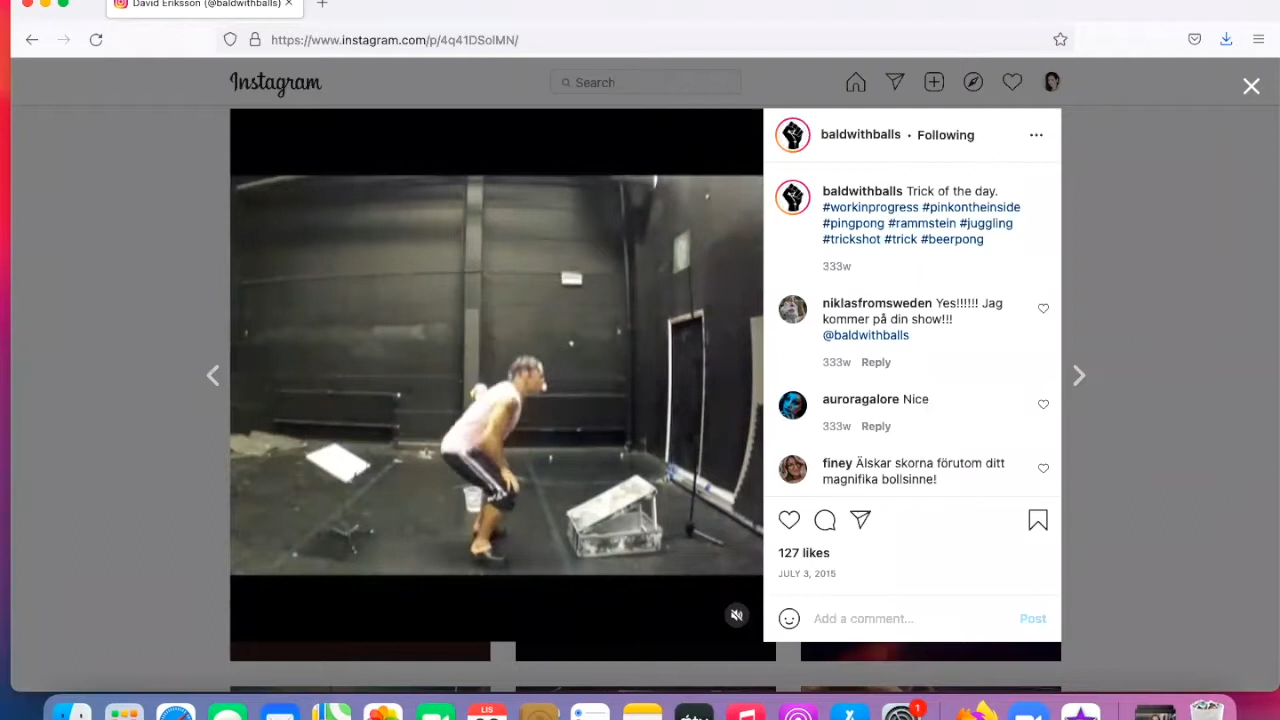 David Eriksson (@baldwithballs)
https://www.instagram.com/p/4q41DSolMN/
Instagram
Search
baldwithballs • Following
baldwithballs Trick of the day.
#workinprogress #pinkontheinside
#pingpong #rammstein #juggling
#trickshot #trick #beerpong
333w
niklasfromsweden Yes!!!!!! Jag
kommer på din show!!!
@baldwithballs
333w Reply
auroragalore Nice
333w Reply
finey Älskar skorna förutom ditt
magnifika bollsinne!
127 likes
JULY 3, 2015
Add a comment...
Post
LIS
1